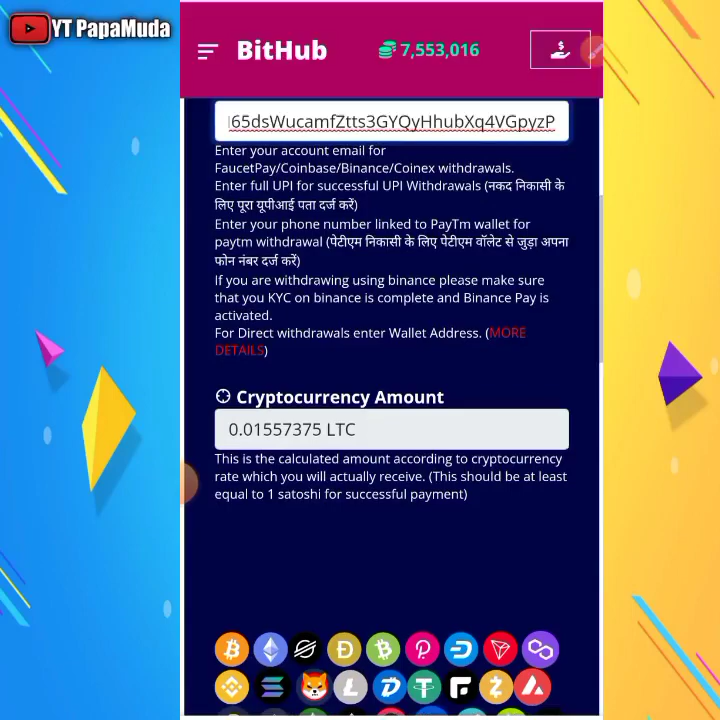 YT PapaMuda
BitHub
7,553,016
65dsWucamfZtts3GYQyHhubXq4VGpyzP
Enter your account email for
FaucetPay/Coinbase/Binance/Coinex withdrawals.
Enter full UPI for successful UPI Withdrawals (नकद निकासी के
लिए पूरा यूपीआई पता दर्ज करें)
Enter your phone number linked to PayTm wallet for
paytm withdrawal (पेटीएम निकासी के लिए पेटीएम वॉलेट से जुड़ा अपना
फोन नंबर दर्ज करें)
If you are withdrawing using binance please make sure
that you KYC on binance is complete and Binance Pay is
activated.
For Direct withdrawals enter Wallet Address. (MORE
DETAILS)
Cryptocurrency Amount
0.01557375 LTC
This is the calculated amount according to cryptocurrency
rate which you will actually receive. (This should be at least
equal to 1 satoshi for successful payment)